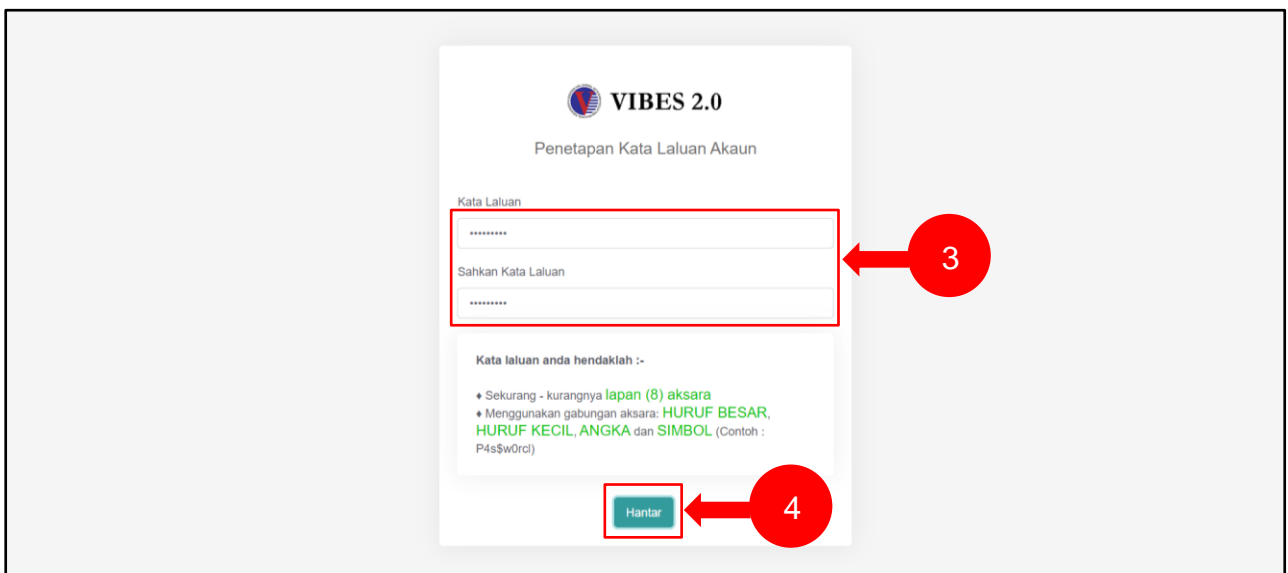 VIBES 2.0
Penetapan Kata Laluan Akaun
Kata Laluan
•••••••••
3
Sahkan Kata Laluan
•••••••••
Kata laluan anda hendaklah :-
♦ Sekurang - kurangnya lapan (8) aksara
♦ Menggunakan gabungan aksara: HURUF BESAR,
HURUF KECIL, ANGKA dan SIMBOL (Contoh :
P4s$w0rcl)
Hantar
4